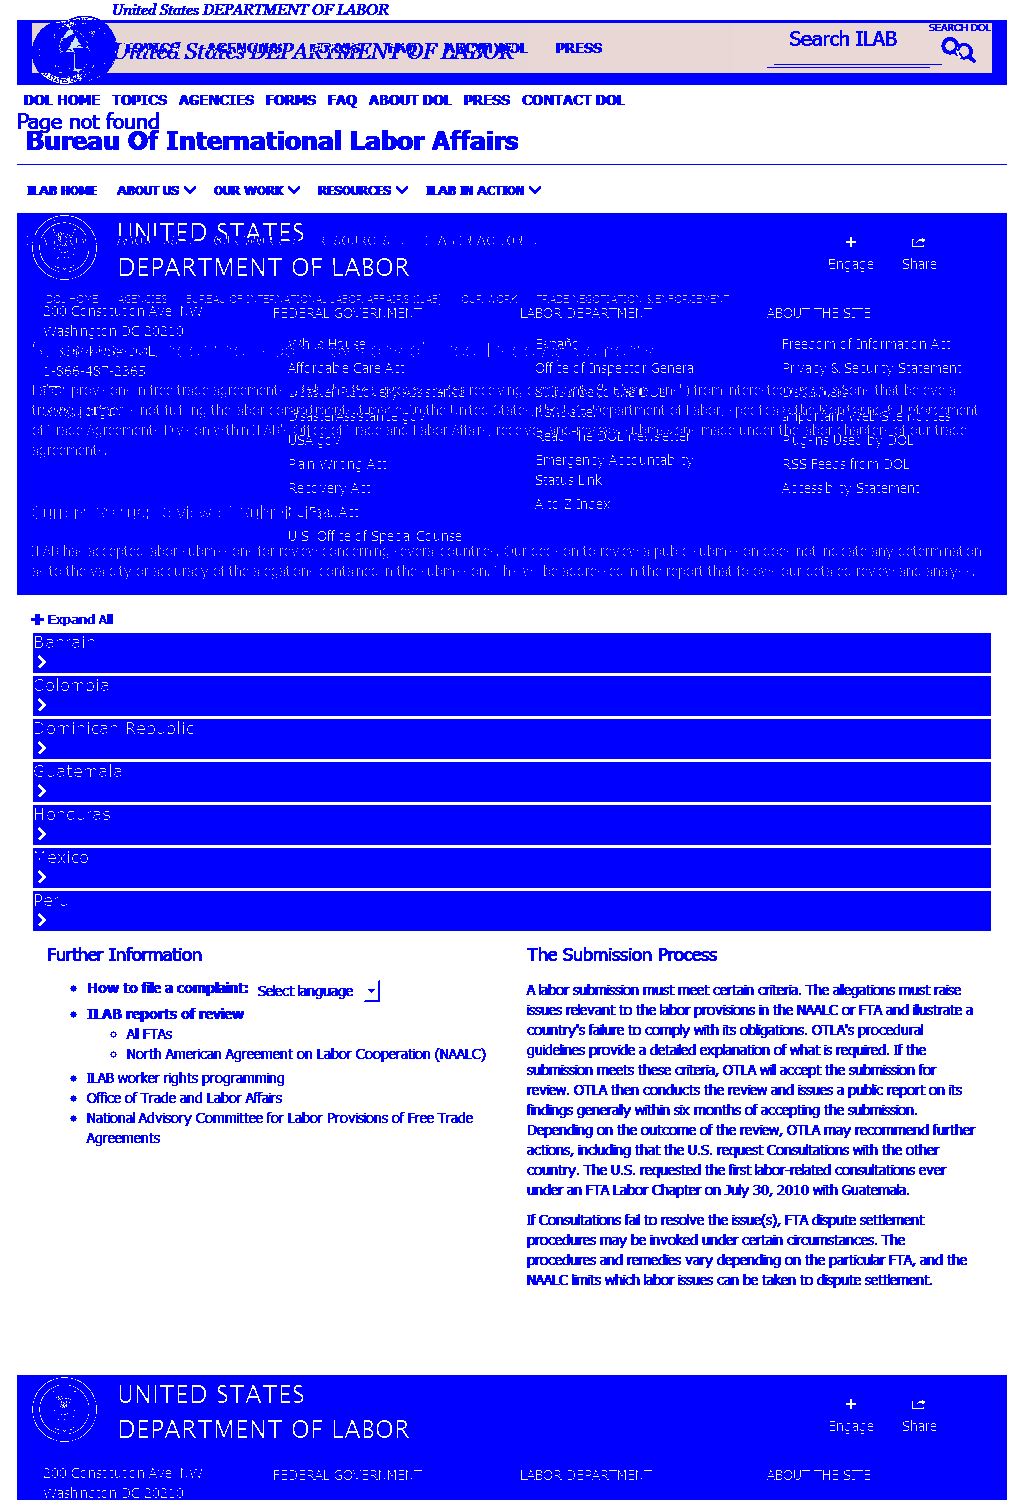 United States DEPARTMENT OF LABOR
SEARCH DOL
United States DEPARTMENT OF LABOR
PRESS
Search ILAB
DOL HOME TOPICS AGENCIES FORMS FAQ ABOUT DOL PRESS CONTACT DOL
Page not found
Bureau Of International Labor Affairs
ILAB HOME ABOUT US OUR WORK RESOURCES ILAB IN ACTION
UNITED STATES
DEPARTMENT OF LABOR
Engage Share
DOL HOME AGENCIES BUREAU OF INTERNATIONAL LABOR AFFAIRS (ILAB) OUR WORK TRADE NEGOTIATION & ENFORCEMENT
200 Constitution Ave. NW
Washington DC 20210
1-866-487-2365
FEDERAL GOVERNMENT
White House
Affordable Care Act
USA.gov
Plain Writing Act
Recovery Act
No Fear Act
U.S. Office of Special Counsel
LABOR DEPARTMENT
Español
Office of Inspector General
Read The DOL Newsletter
Emergency Accountability
Status Link
A to Z Index
ABOUT THE SITE
Freedom of Information Act
Privacy & Security Statement
Plug-Ins Used by DOL
RSS Feeds from DOL
Accessibility Statement
agreements.
ILAB has accepted labor submissions for review concerning several countries. Our decision to review a public submission does not indicate any determination
as to the validity or accuracy of the allegations contained in the submission. This will be addressed in the report that follows our detailed review and analysis.
Expand All
Bahrain
Colombia
Dominican Republic
Guatemala
Honduras
Mexico
Peru
Further Information
How to file a complaint: Select language
ILAB reports of review
All FTAs
North American Agreement on Labor Cooperation (NAALC)
ILAB worker rights programming
Office of Trade and Labor Affairs
National Advisory Committee for Labor Provisions of Free Trade
Agreements
The Submission Process
A labor submission must meet certain criteria. The allegations must raise
issues relevant to the labor provisions in the NAALC or FTA and illustrate a
country's failure to comply with its obligations. OTLA's procedural
guidelines provide a detailed explanation of what is required. If the
submission meets these criteria, OTLA will accept the submission for
review. OTLA then conducts the review and issues a public report on its
findings generally within six months of accepting the submission.
Depending on the outcome of the review, OTLA may recommend further
actions, including that the U.S. request Consultations with the other
country. The U.S. requested the first labor-related consultations ever
under an FTA Labor Chapter on July 30, 2010 with Guatemala.
If Consultations fail to resolve the issue(s), FTA dispute settlement
procedures may be invoked under certain circumstances. The
procedures and remedies vary depending on the particular FTA, and the
NAALC limits which labor issues can be taken to dispute settlement.
UNITED STATES
DEPARTMENT OF LABOR
Engage Share
200 Constitution Ave. NW
Washington DC 20210
FEDERAL GOVERNMENT
LABOR DEPARTMENT
ABOUT THE SITE